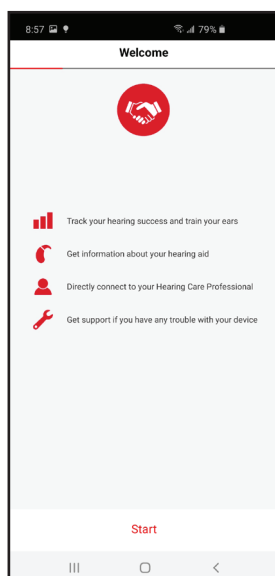 8:57 79%
Welcome
Track your hearing success and train your ears
Get information about your hearing aid
Directly connect to your Hearing Care Professional
Get support if you have any trouble with your device
Start